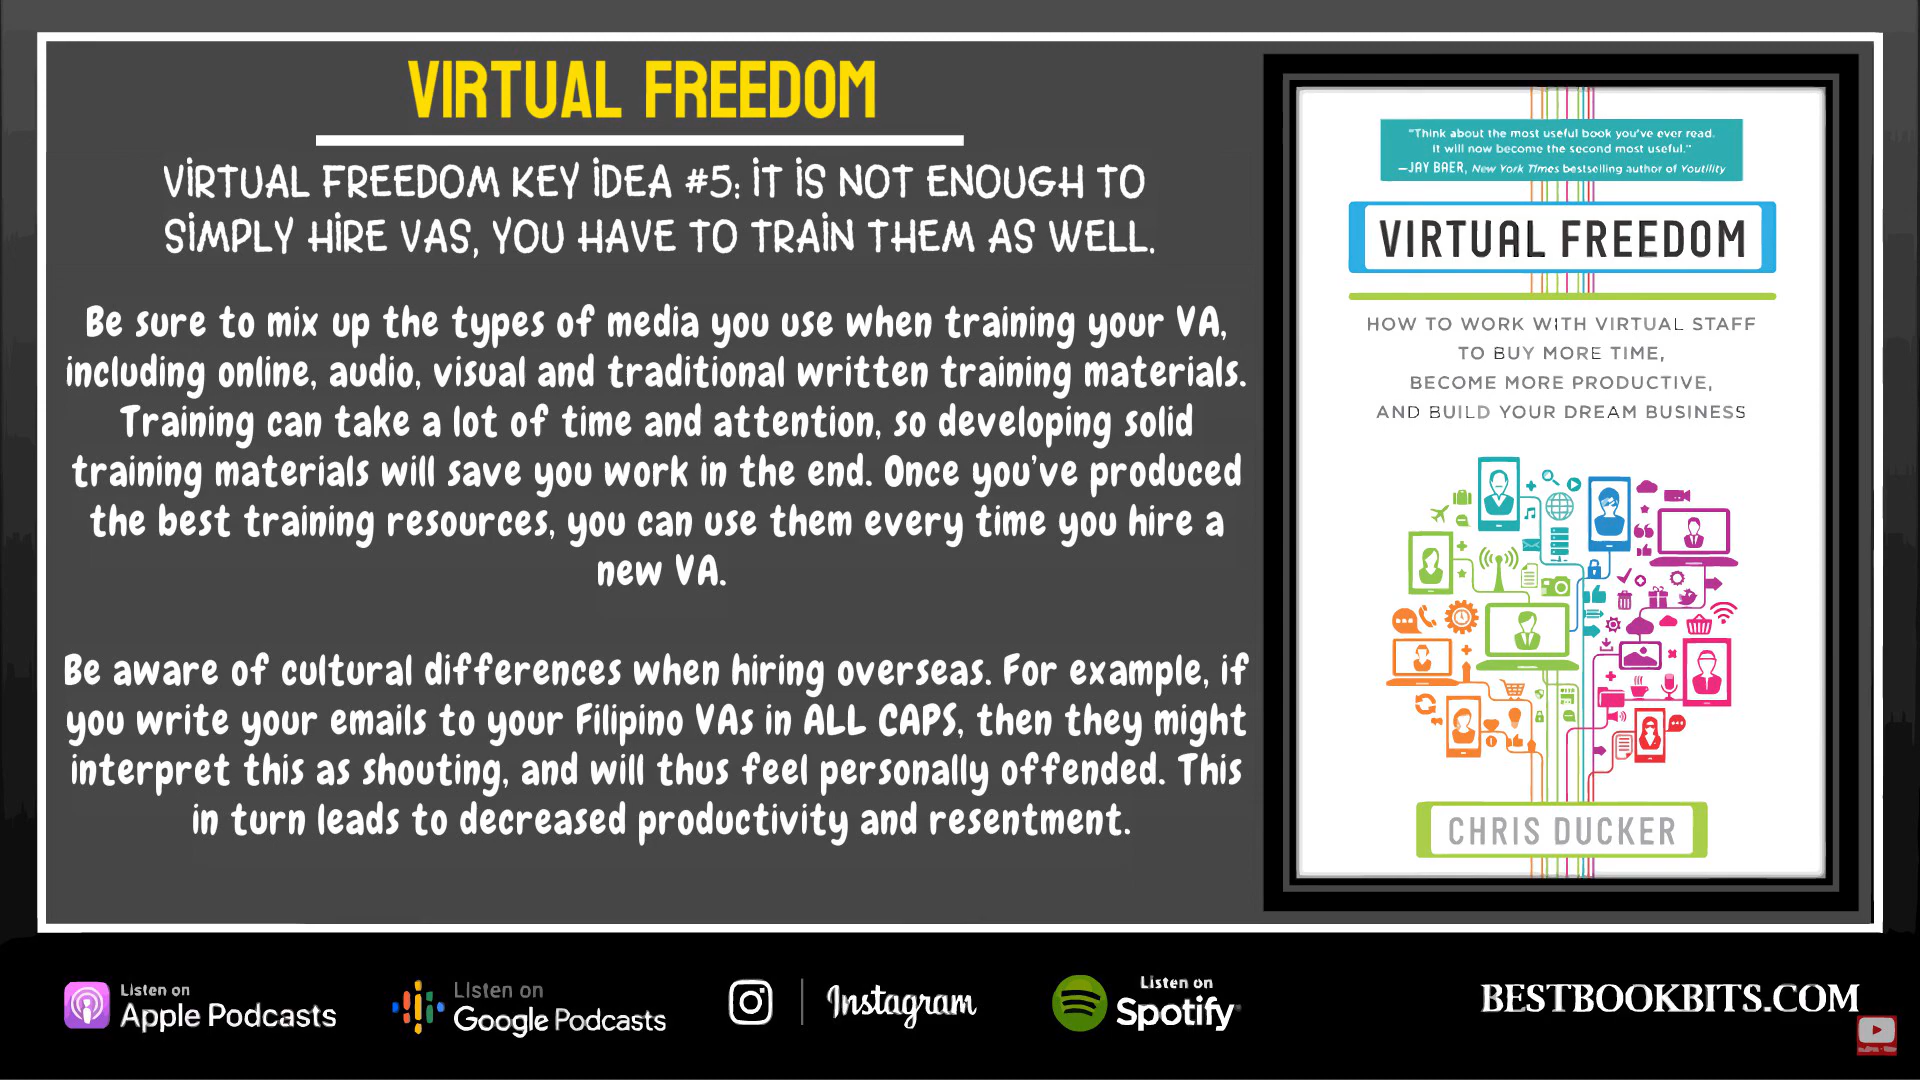 VIRTUAL FREEDOM
VIRTUAL FREEDOM KEY IDEA #5: IT IS NOT ENOUGH TO
SIMPLY HIRE VAS, YOU HAVE TO TRAIN THEM AS WELL.
Be sure to mix up the types of media you use when training your VA,
including online, audio, visual and traditional written training materials.
Training can take a lot of time and attention, so developing solid
training materials will save you work in the end. Once you've produced
the best training resources, you can use them every time you hire a
new VA.
Be aware of cultural differences when hiring overseas. For example, if
you write your emails to your Filipino VAs in ALL CAPS, then they might
interpret this as shouting, and will thus feel personally offended. This
in turn leads to decreased productivity and resentment.
"Think about the most useful book you've ever read.
It will now become the second most useful."
—JAY BAER, New York Times bestselling author of Youtility
VIRTUAL FREEDOM
HOW TO WORK WITH VIRTUAL STAFF
TO BUY MORE TIME,
BECOME MORE PRODUCTIVE,
AND BUILD YOUR DREAM BUSINESS
CHRIS DUCKER
Listen on
Apple Podcasts
Listen on
Google Podcasts
Instagram
Listen on
Spotify
BESTBOOKBITS.COM